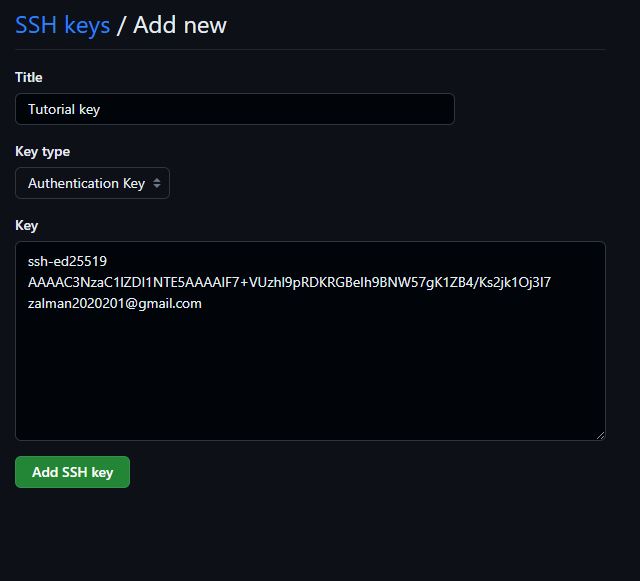 SSH keys / Add new
Title
Tutorial key
Key type
Authentication Key
Key
ssh-ed25519
AAAAC3NzaC1lZDI1NTE5AAAAIF7+VUzhI9pRDKRGBeIh9BNW57gK1ZB4/Ks2jk1Oj3I7
zalman2020201@gmail.com
Add SSH key